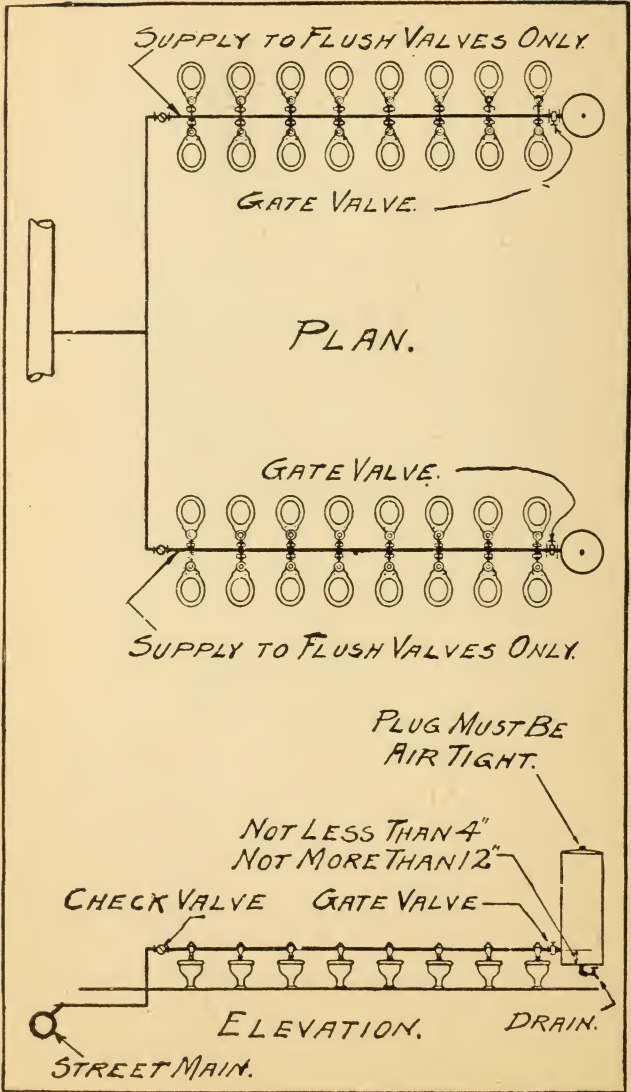 SUPPLY TO FLUSH VALVES ONLY.
GATE VALVE.
PLAN.
GATE VALVE.
SUPPLY TO FLUSH VALVES ONLY.
PLUG MUST BE
AIR TIGHT.
NOT LESS THAN 4"
NOT MORE THAN 12"
CHECK VALVE
GATE VALVE
ELEVATION.
DRAIN.
STREET MAIN.